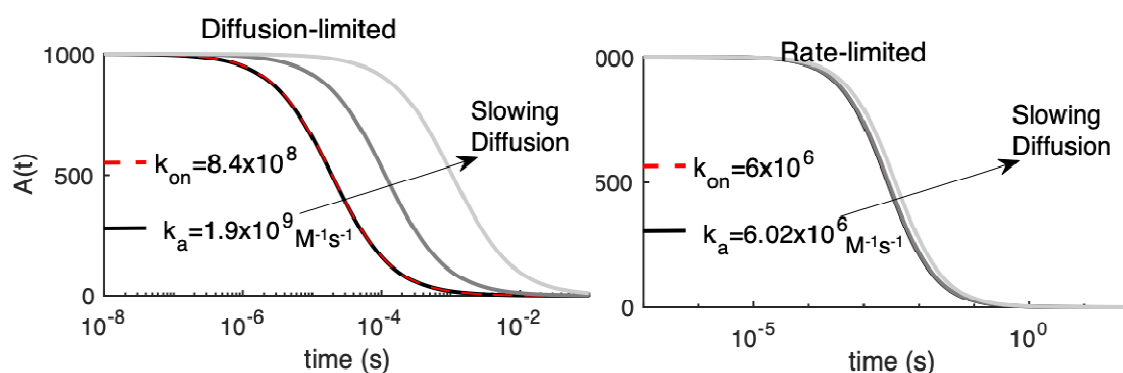 Diffusion-limited
1000
500
0
A(t)
Slowing
Diffusion
k_on=8.4x10^8
k_a=1.9x10^9 M^-1s^-1
10^-8
10^-6
10^-4
10^-2
time (s)
Rate-limited
000
500
0
Slowing
Diffusion
k_on=6x10^6
k_a=6.02x10^6 M^-1s^-1
10^-5
10^0
time (s)